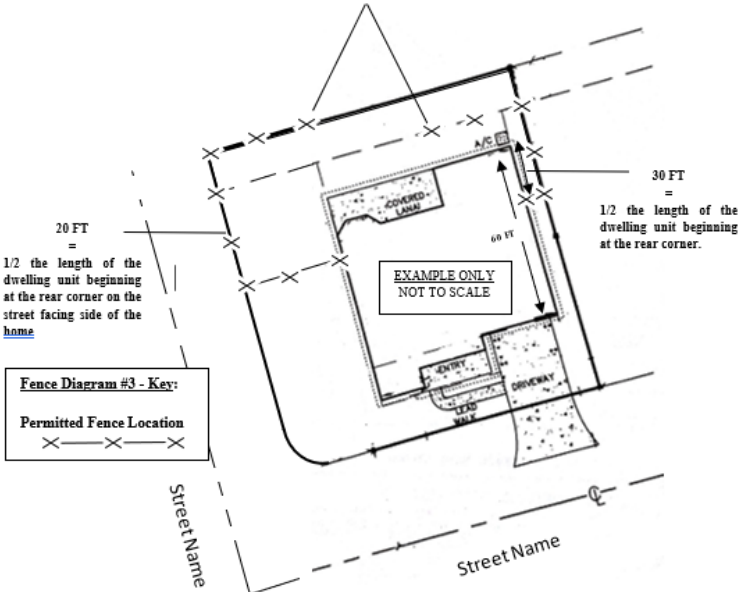 A/C
COVERED
LANAI
30 FT
=
1/2 the length of the
dwelling unit beginning
at the rear corner.
60 FT
20 FT
=
1/2 the length of the
dwelling unit beginning
at the rear corner on the
street facing side of the
home
EXAMPLE ONLY
NOT TO SCALE
ENTRY
DRIVEWAY
LEAD
WALK
Fence Diagram #3 - Key:
Permitted Fence Location
Street Name
Street Name